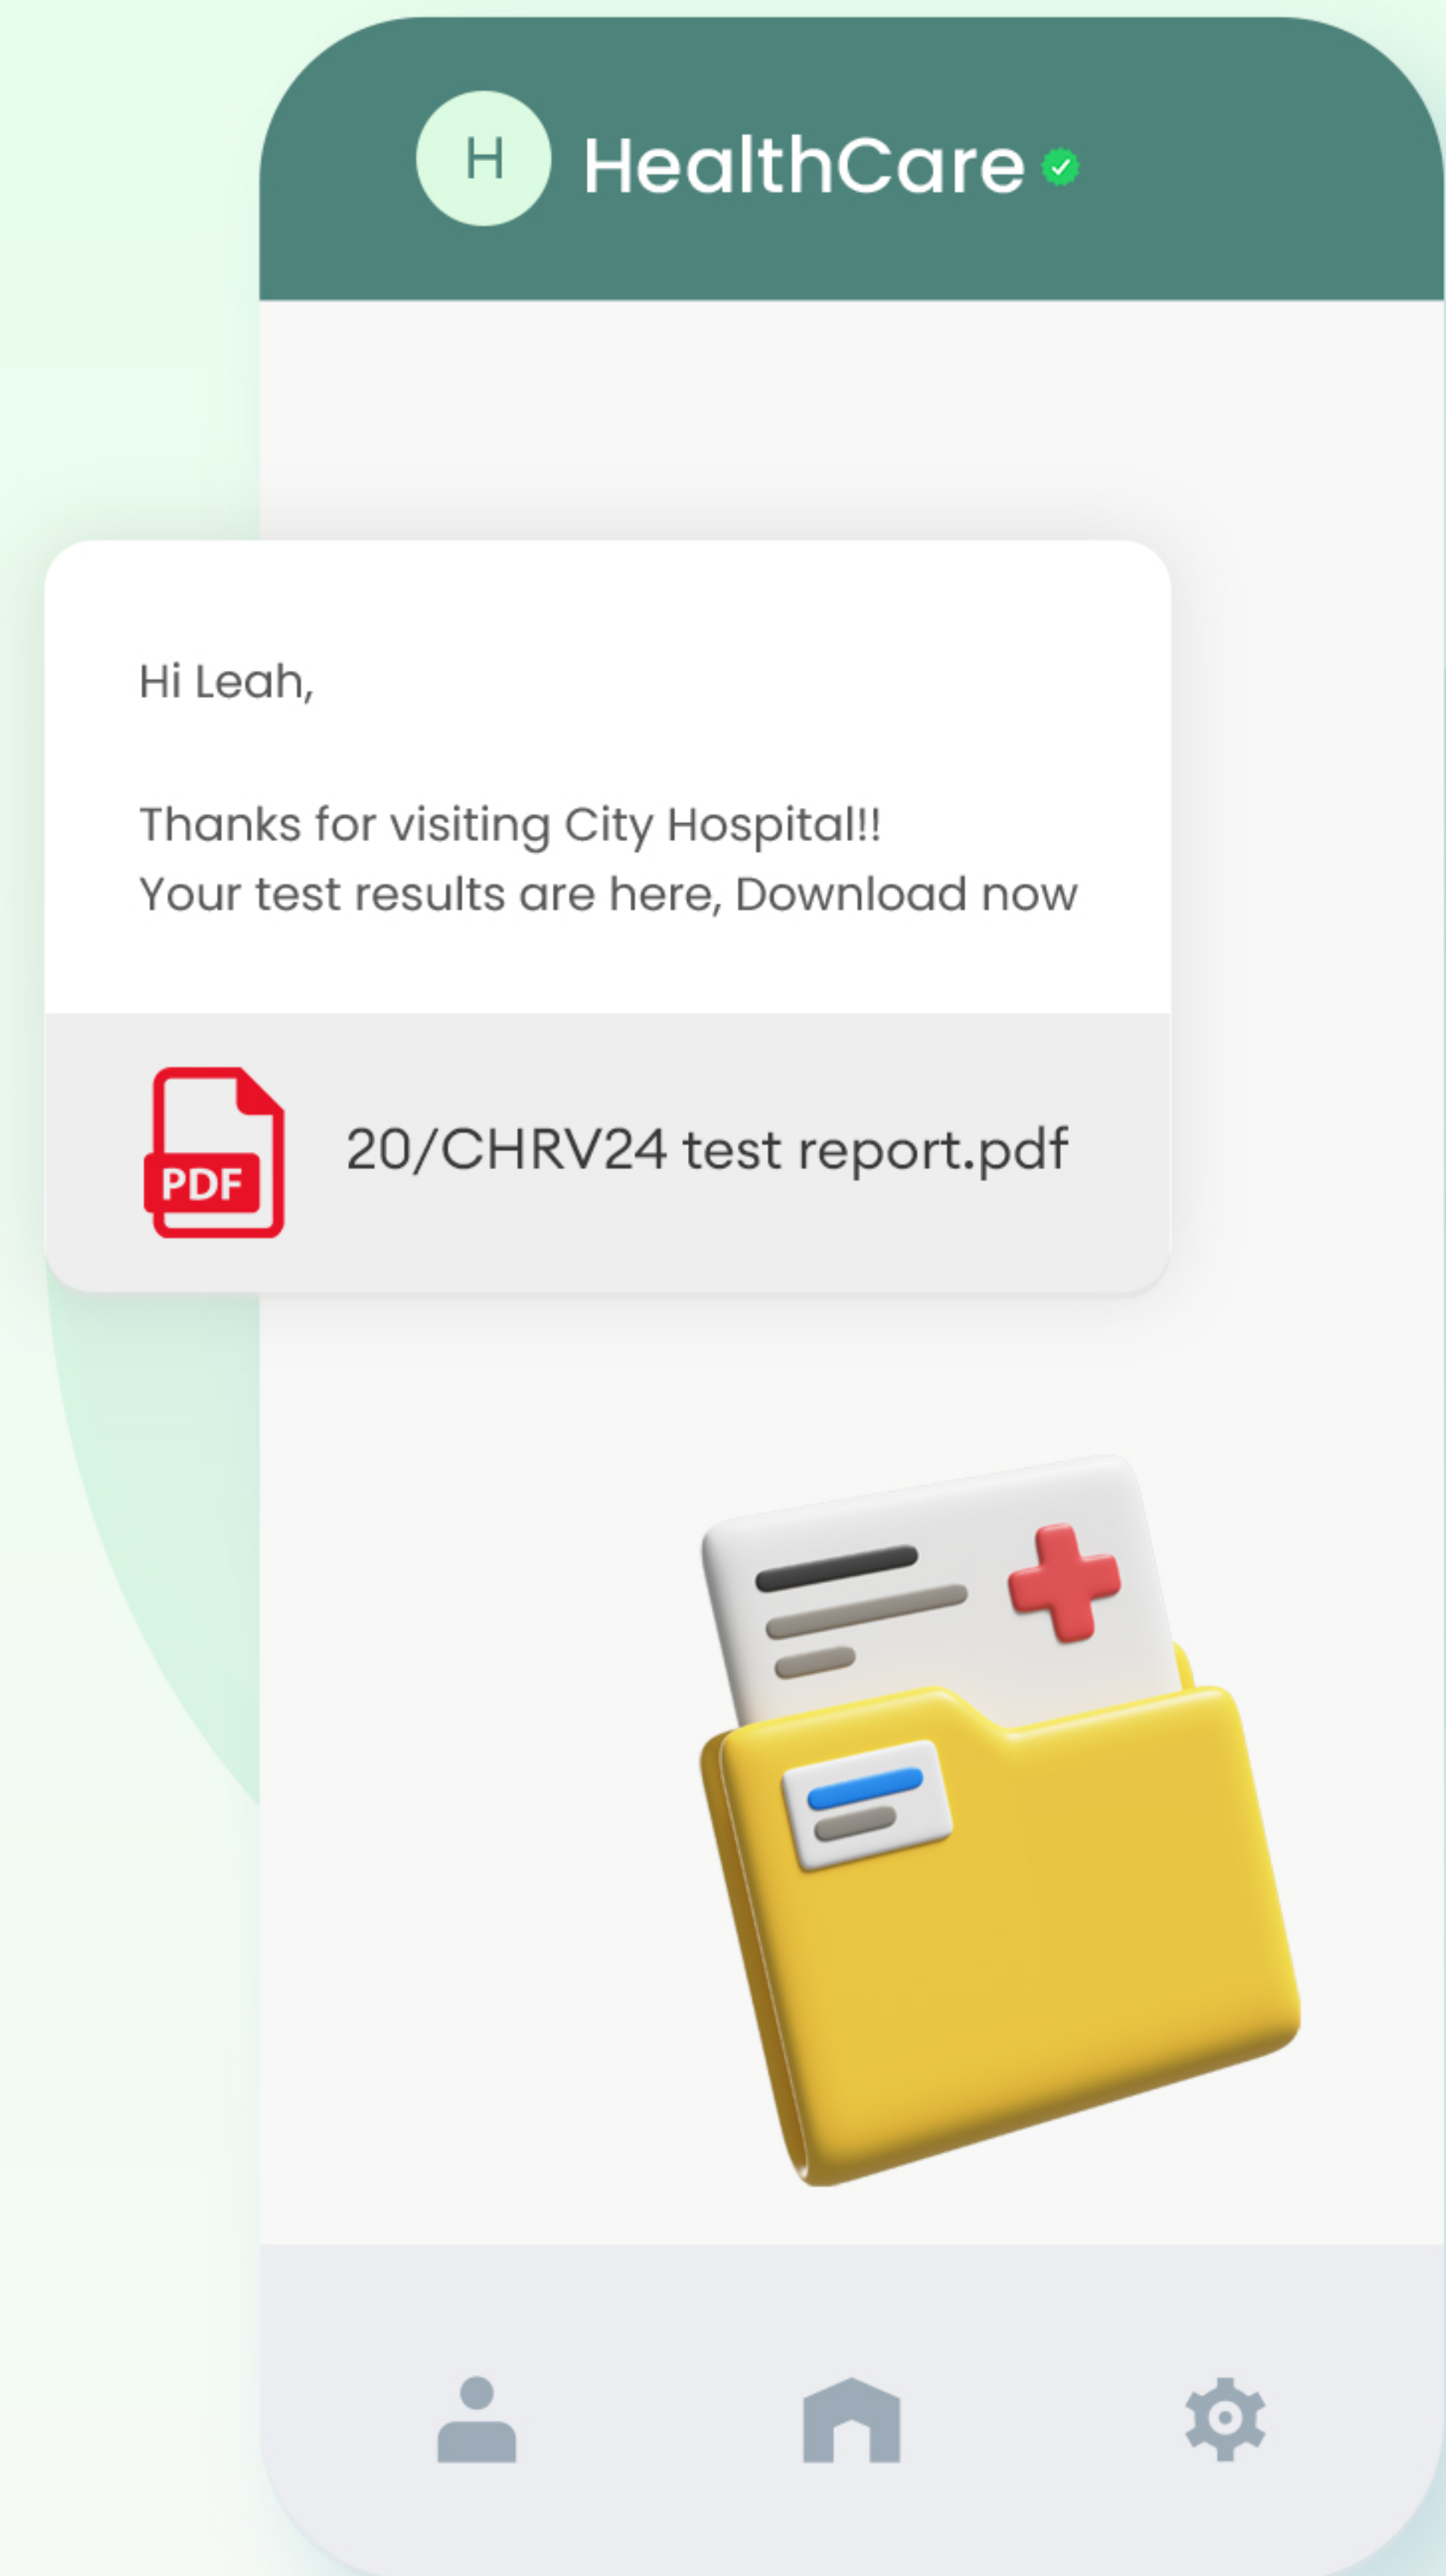 H
HealthCare
Hi Leah,
Thanks for visiting City Hospital!!
Your test results are here, Download now
PDF
20/CHRV24 test report.pdf